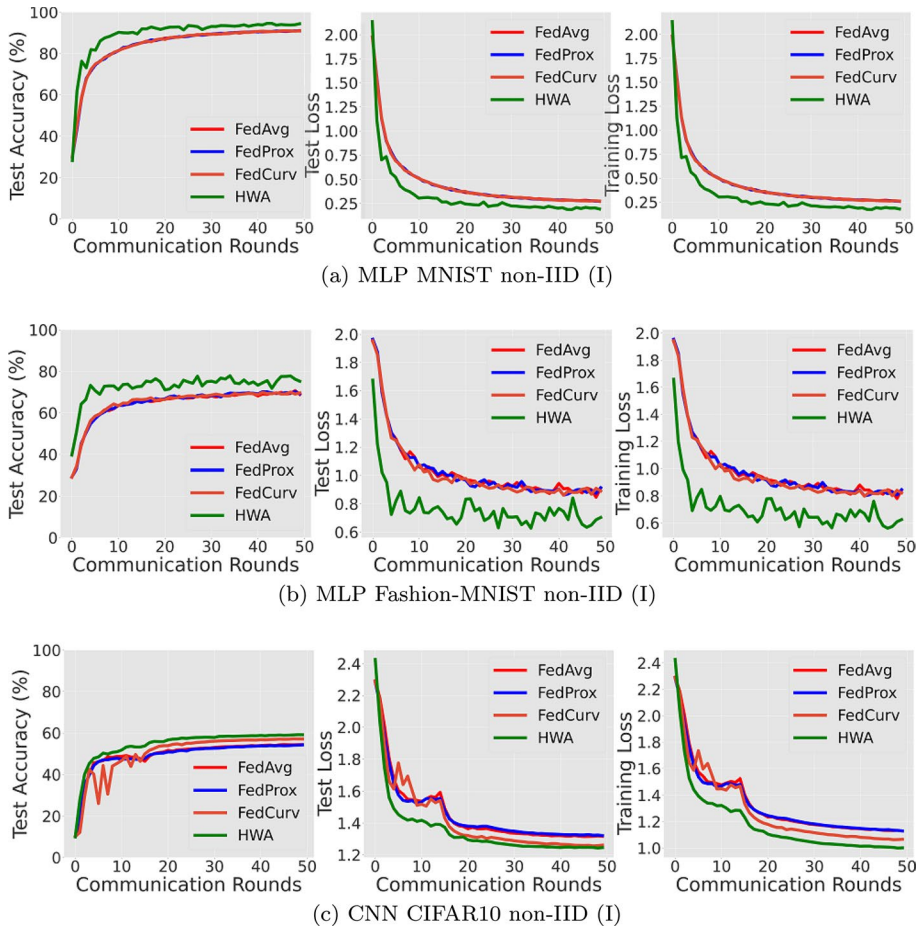 Test Accuracy (%)
100
80
60
40
20
0
FedAvg
FedProx
FedCurv
HWA
0 10 20 30 40 50
Communication Rounds
Test Loss
2.00
1.75
1.50
1.25
1.00
0.75
0.50
0.25
FedAvg
FedProx
FedCurv
HWA
0 10 20 30 40 50
Communication Rounds
Training Loss
2.00
1.75
1.50
1.25
1.00
0.75
0.50
0.25
FedAvg
FedProx
FedCurv
HWA
0 10 20 30 40 50
Communication Rounds
(a) MLP MNIST non-IID (I)
Test Accuracy (%)
100
80
60
40
20
0
FedAvg
FedProx
FedCurv
HWA
0 10 20 30 40 50
Communication Rounds
Test Loss
2.0
1.8
1.6
1.4
1.2
1.0
0.8
0.6
FedAvg
FedProx
FedCurv
HWA
0 10 20 30 40 50
Communication Rounds
Training Loss
2.0
1.8
1.6
1.4
1.2
1.0
0.8
0.6
FedAvg
FedProx
FedCurv
HWA
0 10 20 30 40 50
Communication Rounds
(b) MLP Fashion-MNIST non-IID (I)
Test Accuracy (%)
100
80
60
40
20
0
FedAvg
FedProx
FedCurv
HWA
0 10 20 30 40 50
Communication Rounds
Test Loss
2.4
2.2
2.0
1.8
1.6
1.4
1.2
FedAvg
FedProx
FedCurv
HWA
0 10 20 30 40 50
Communication Rounds
Training Loss
2.4
2.2
2.0
1.8
1.6
1.4
1.2
1.0
FedAvg
FedProx
FedCurv
HWA
0 10 20 30 40 50
Communication Rounds
(c) CNN CIFAR10 non-IID (I)